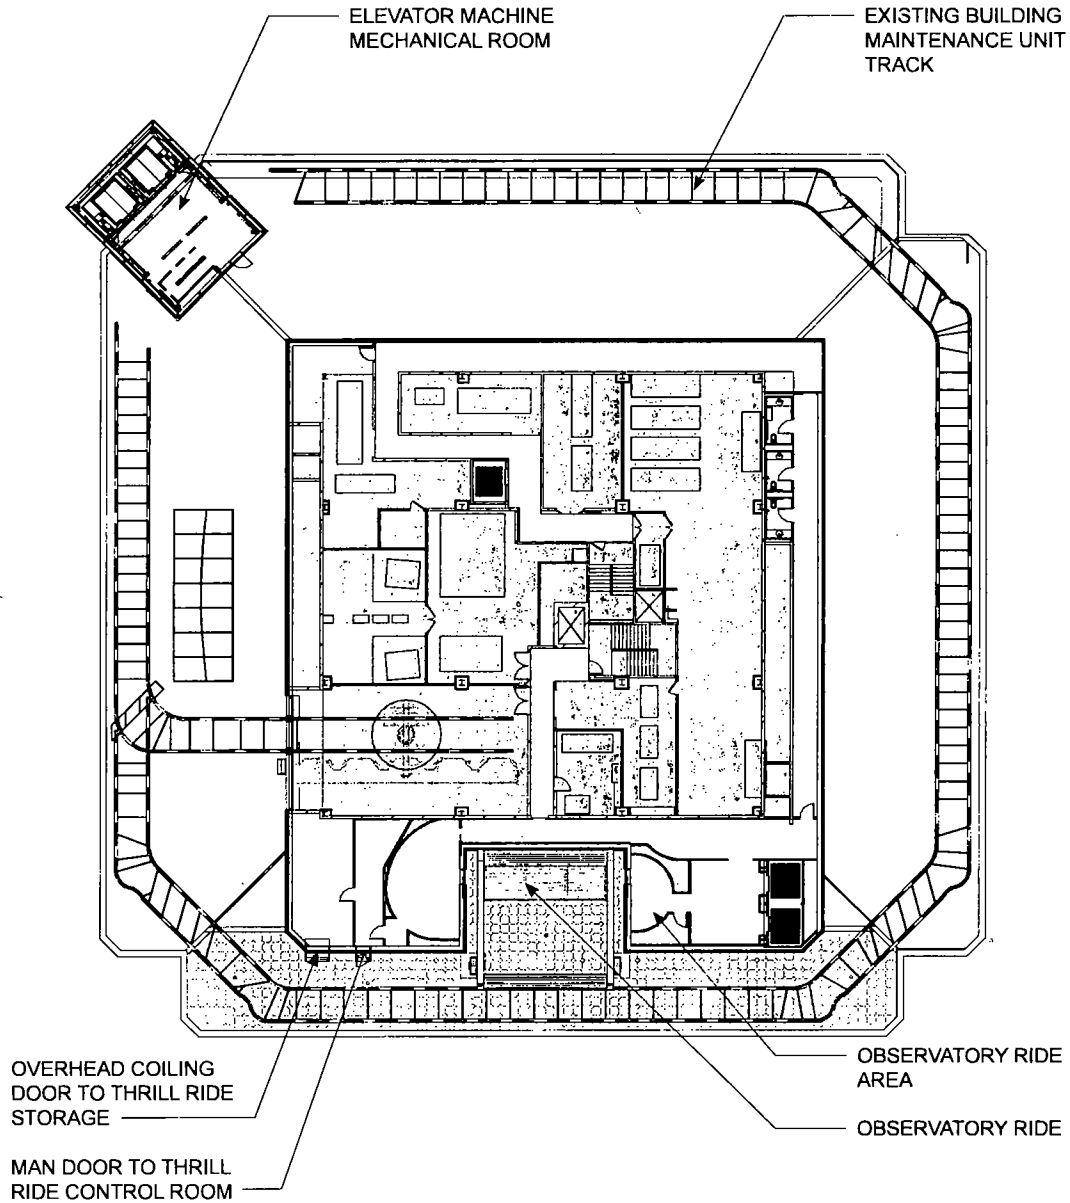 ELEVATOR MACHINE
MECHANICAL ROOM
EXISTING BUILDING
MAINTENANCE UNIT
TRACK
OVERHEAD COILING
DOOR TO THRILL RIDE
STORAGE
MAN DOOR TO THRILL
RIDE CONTROL ROOM
OBSERVATORY RIDE
AREA
OBSERVATORY RIDE